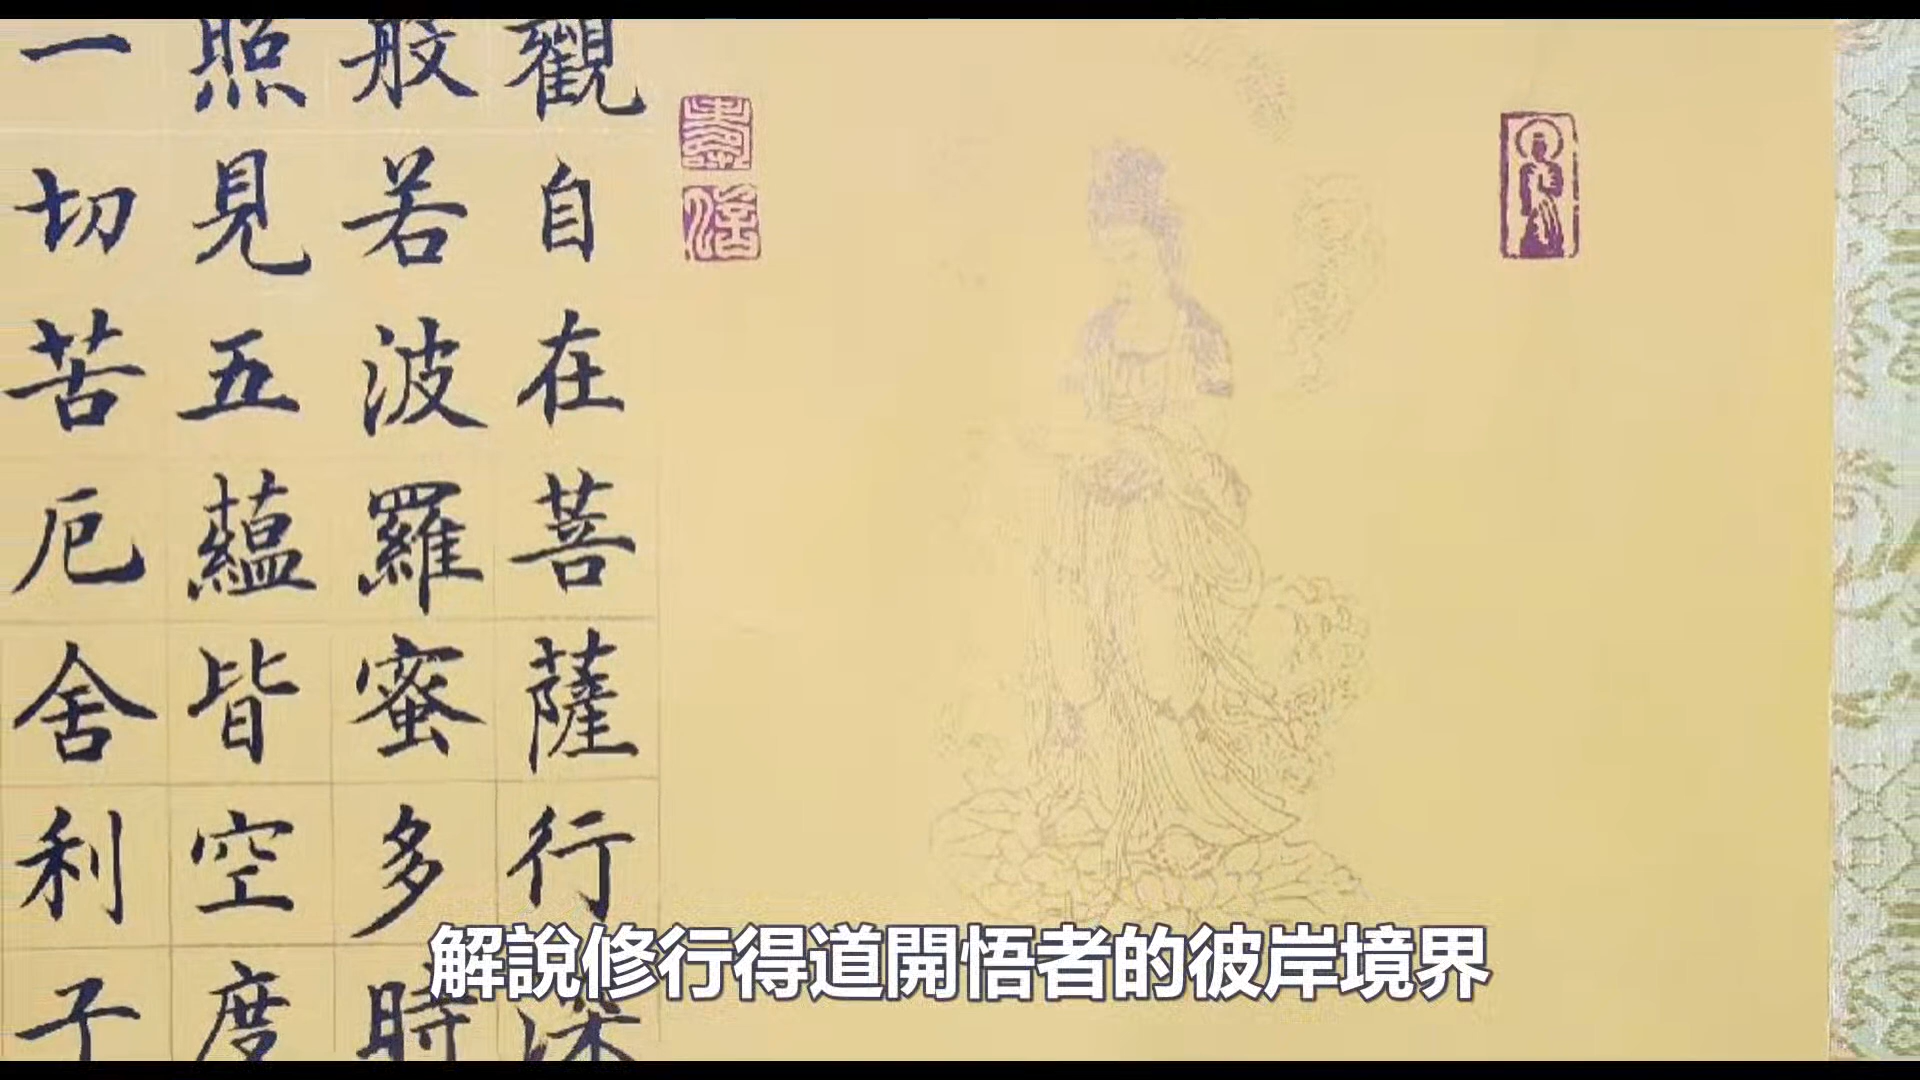 觀自在菩薩行深
般若波羅蜜多時
照見五蘊皆空度
一切苦厄舍利子
解說修行得道開悟者的彼岸境界